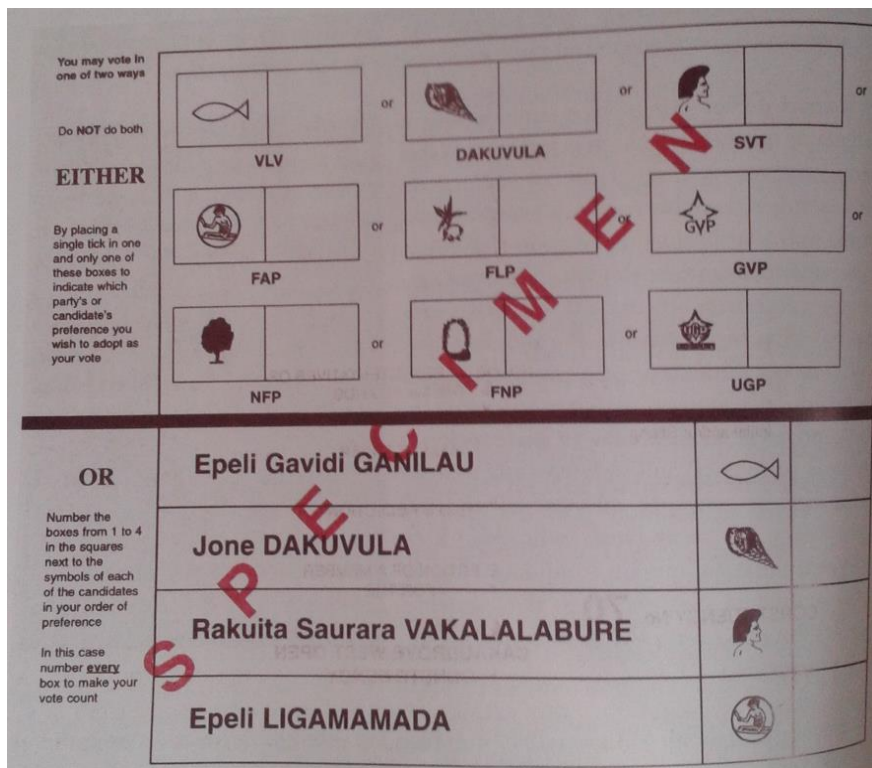 You may vote in
one of two ways
Do NOT do both
EITHER
By placing a
single tick in one
and only one of
these boxes to
indicate which
party's or
candidate's
preference you
wish to adopt as
your vote
or or or
VLV DAKUVULA SVT
or or GVP or
FAP FLP GVP
or or
NFP FNP UGP
SPECIMEN
OR
Number the
boxes from 1 to 4
in the squares
next to the
symbols of each
of the candidates
in your order of
preference
In this case
number every
box to make your
vote count
Epeli Gavidi GANILAU
Jone DAKUVULA
Rakuita Saurara VAKALALABURE
Epeli LIGAMAMADA